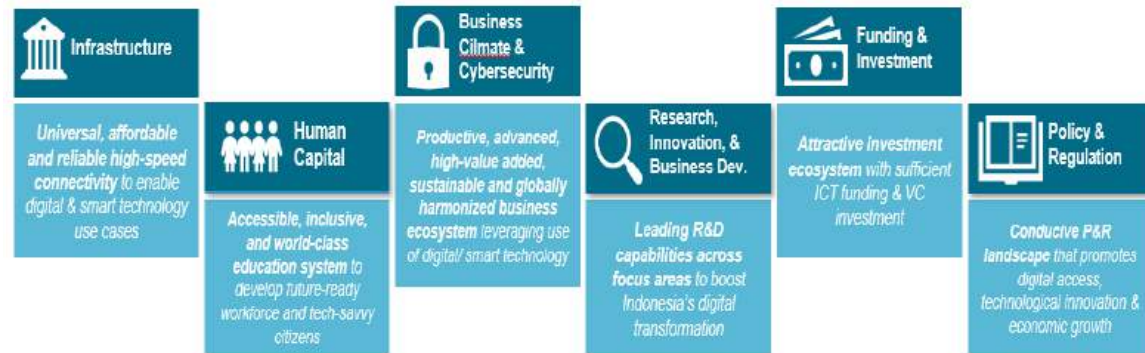 Infrastructure
Universal, affordable
and reliable high-speed
connectivity to enable
digital & smart technology
use cases
Human
Capital
Accessible, inclusive,
and world-class
education system to
develop future-ready
workforce and tech-savvy
citizens
Business
Cilmate &
Cybersecurity
Productive, advanced,
high-value added,
sustainable and globally
harmonized business
ecosystem leveraging use
of digital/ smart technology
Research,
Innovation, &
Business Dev.
Leading R&D
capabilities across
focus areas to boost
Indonesia's digital
transformation
Funding &
Investment
Attractive investment
ecosystem with sufficient
ICT funding & VC
investment
Policy &
Regulation
Conducive P&R
landscape that promotes
digital access,
technological innovation &
economic growth